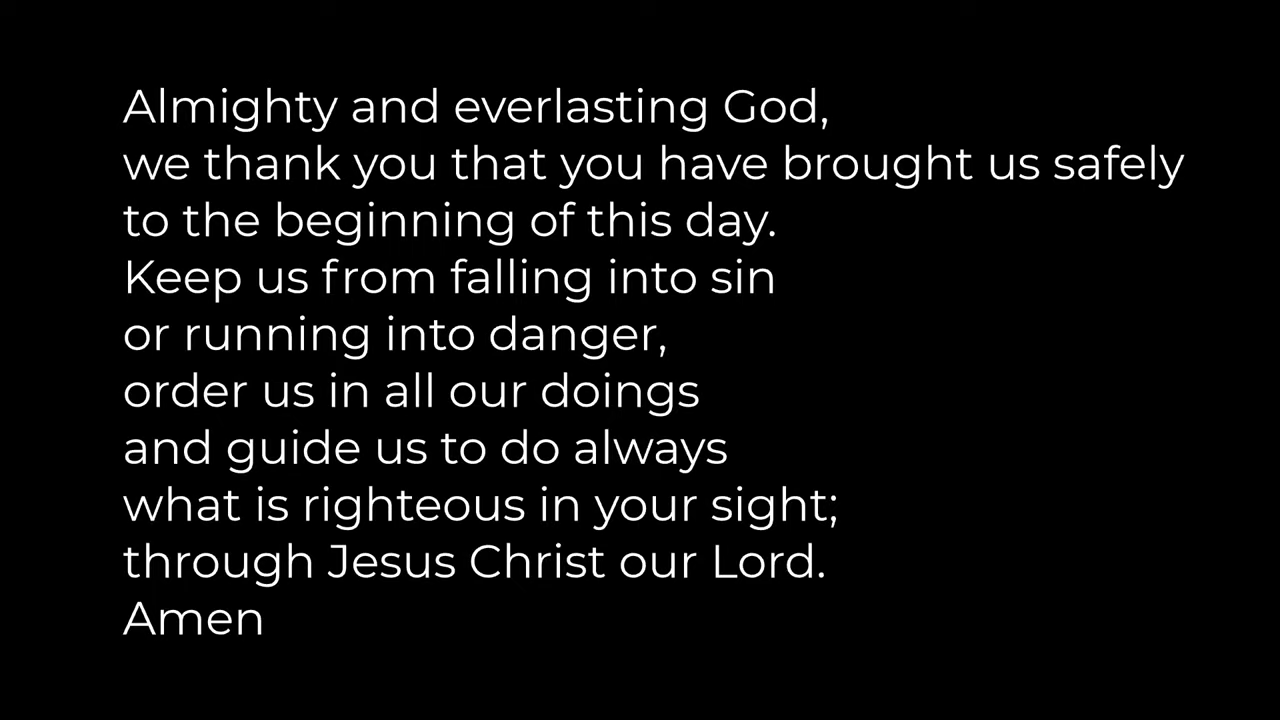 Almighty and everlasting God,
we thank you that you have brought us safely
to the beginning of this day.
Keep us from falling into sin
or running into danger,
order us in all our doings
and guide us to do always
what is righteous in your sight;
through Jesus Christ our Lord.
Amen